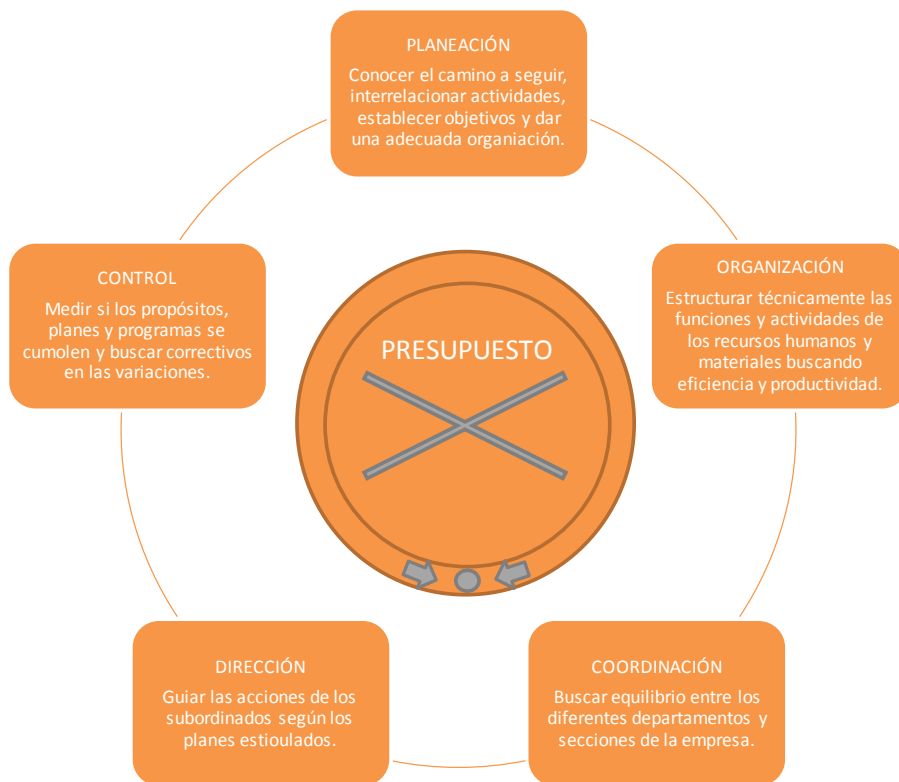 PLANEACIÓN
Conocer el camino a seguir,
interrelacionar actividades,
establecer objetivos y dar
una adecuada organiación.
CONTROL
Medir si los propósitos,
planes y programas se
cumolen y buscar correctivos
en las variaciones.
ORGANIZACIÓN
Estructurar técnicamente las
funciones y actividades de
los recursos humanos y
materiales buscando
eficiencia y productividad.
PRESUPUESTO
DIRECCIÓN
Guiar las acciones de los
subordinados según los
planes estioulados.
COORDINACIÓN
Buscar equilibrio entre los
diferentes departamentos y
secciones de la empresa.